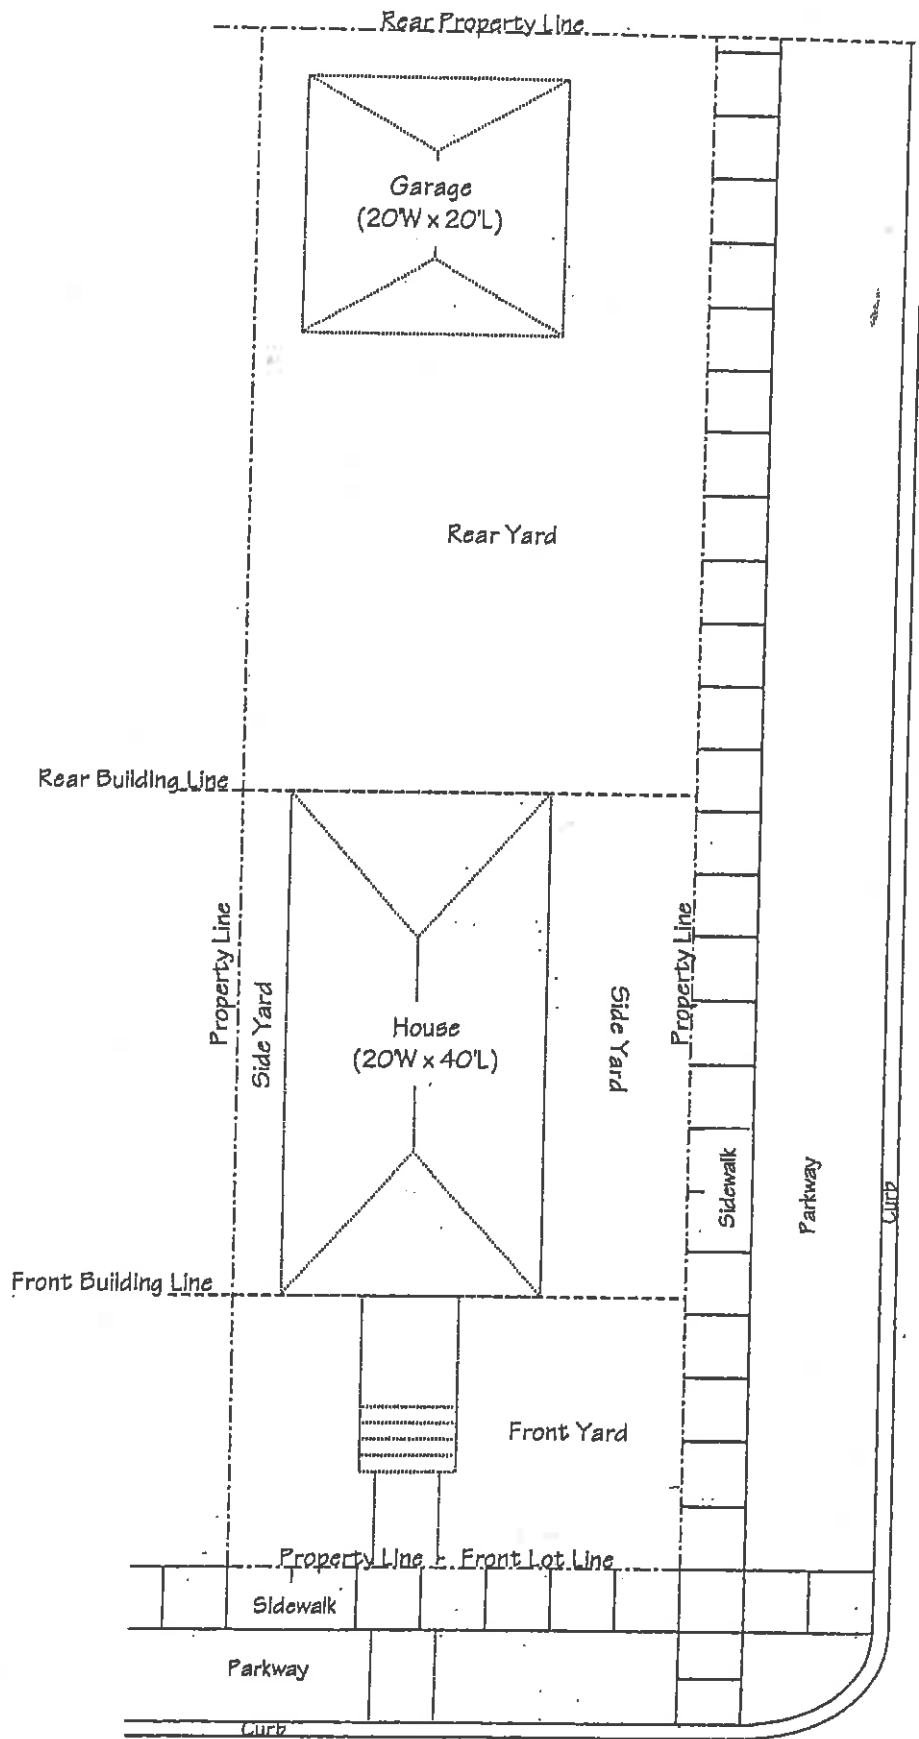 Rear Property Line
Garage
(20'W x 20'L)
Rear Yard
Rear Building Line
Property Line
Side Yard
House
(20'W x 40'L)
Side Yard
Property Line
Sidewalk
Parkway
Curb
Front Building Line
Front Yard
Property Line - Front Lot Line
Sidewalk
Parkway
Curb